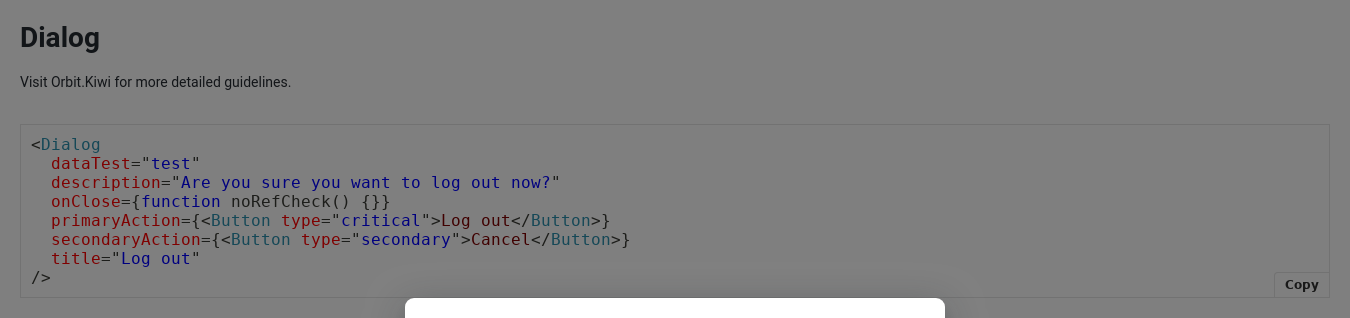 Dialog
Visit Orbit.Kiwi for more detailed guidelines.
<Dialog
  dataTest="test"
  description="Are you sure you want to log out now?"
  onClose={function noRefCheck() {}}
  primaryAction={<Button type="critical">Log out</Button>}
  secondaryAction={<Button type="secondary">Cancel</Button>}
  title="Log out"
/>
Copy